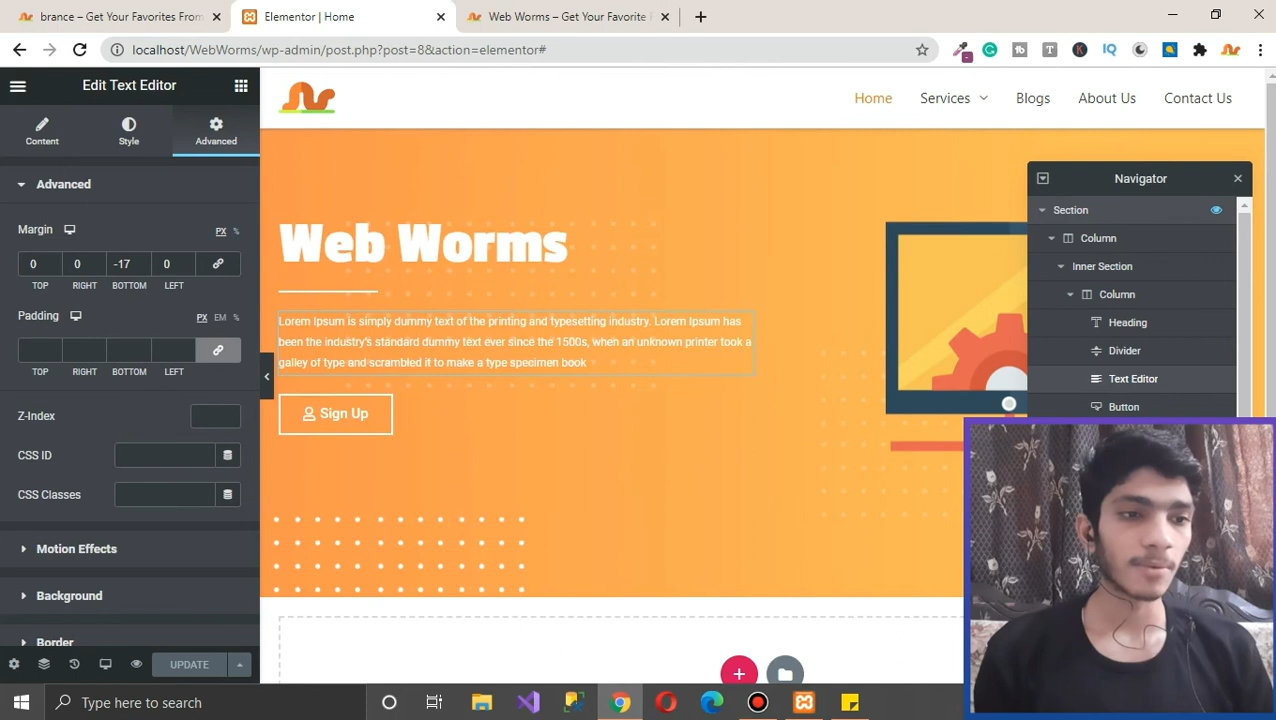 brance – Get Your Favorites From
Elementor | Home
Web Worms – Get Your Favorite F
localhost/WebWorms/wp-admin/post.php?post=8&action=elementor#
Edit Text Editor
Content
Style
Advanced
Advanced
Margin
PX %
0 0 -17 0
TOP RIGHT BOTTOM LEFT
Padding
PX EM %
TOP RIGHT BOTTOM LEFT
Z-Index
CSS ID
CSS Classes
Motion Effects
Background
Border
UPDATE
Home
Services
Blogs
About Us
Contact Us
Web Worms
Lorem Ipsum is simply dummy text of the printing and typesetting industry. Lorem Ipsum has
been the industry's standard dummy text ever since the 1500s, when an unknown printer took a
galley of type and scrambled it to make a type specimen book
Sign Up
Navigator
Section
Column
Inner Section
Column
Heading
Divider
Text Editor
Button
Type here to search